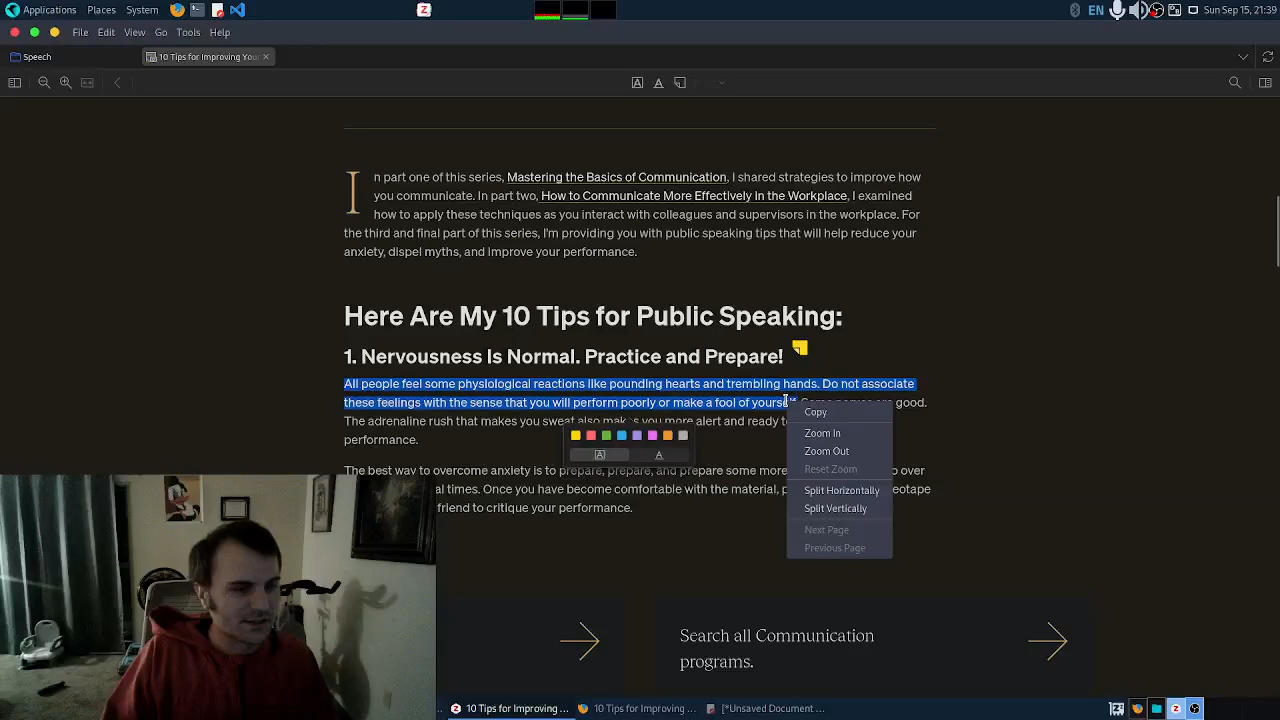 Applications Places System EN Sun Sep 15, 21:39
File Edit View Go Tools Help
Speech 10 Tips for Improving Your
In part one of this series, Mastering the Basics of Communication, I shared strategies to improve how
you communicate. In part two, How to Communicate More Effectively in the Workplace, I examined
how to apply these techniques as you interact with colleagues and supervisors in the workplace. For
the third and final part of this series, I'm providing you with public speaking tips that will help reduce your
anxiety, dispel myths, and improve your performance.
Here Are My 10 Tips for Public Speaking:
1. Nervousness Is Normal. Practice and Prepare!
All people feel some physiological reactions like pounding hearts and trembling hands. Do not associate
these feelings with the sense that you will perform poorly or make a fool of yourself. Some nerves are good.
The adrenaline rush that makes you sweat also makes you more alert and ready to
performance.
The best way to overcome anxiety is to prepare, prepare, and prepare some more. over
al times. Once you have become comfortable with the material, eotape
friend to critique your performance.
Copy
Zoom In
Zoom Out
Reset Zoom
Split Horizontally
Split Vertically
Next Page
Previous Page
Search all Communication
programs.
10 Tips for Improving ... 10 Tips for Improving ... [*Unsaved Document ...